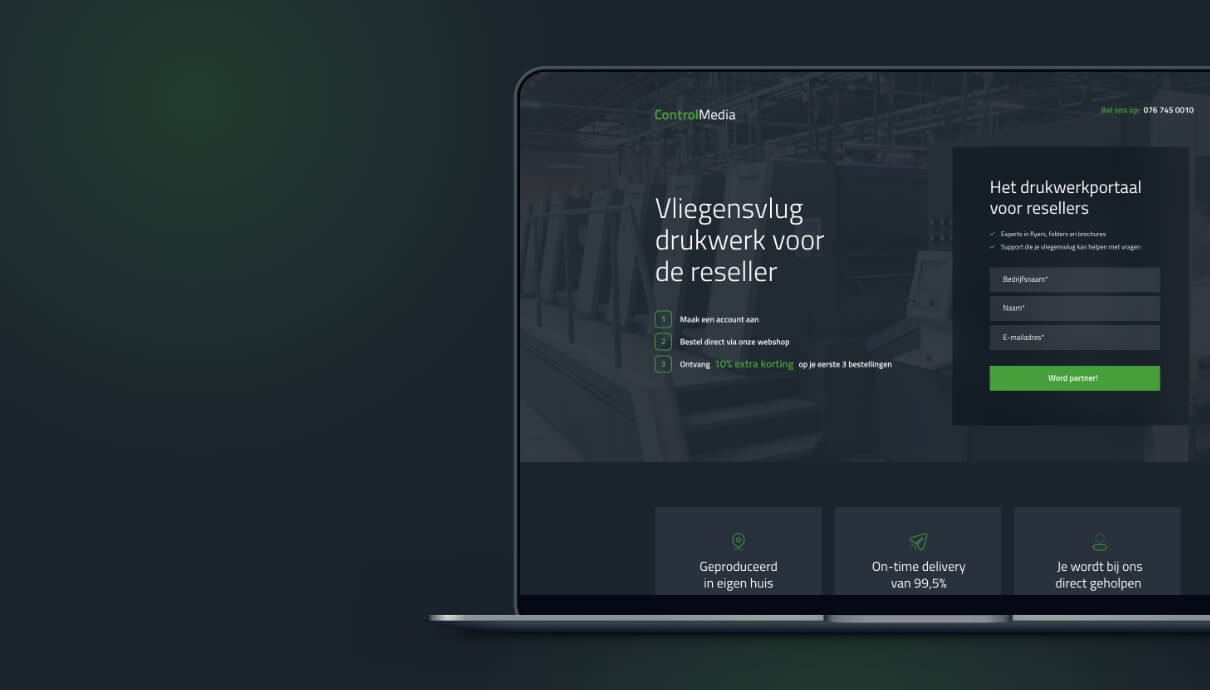 ControlMedia
Bel ons op: 076 745 0010
Vliegensvlug
drukwerk voor
de reseller
1 Maak een account aan
2 Bestel direct via onze webshop
3 Ontvang 10% extra korting op je eerste 3 bestellingen
Het drukwerkportaal
voor resellers
Experts in flyers, folders en brochures
Support die je vliegensvlug kan helpen met vragen
Bedrijfsnaam*
Naam*
E-mailadres*
Word partner!
Geproduceerd
in eigen huis
On-time delivery
van 99,5%
Je wordt bij ons
direct geholpen